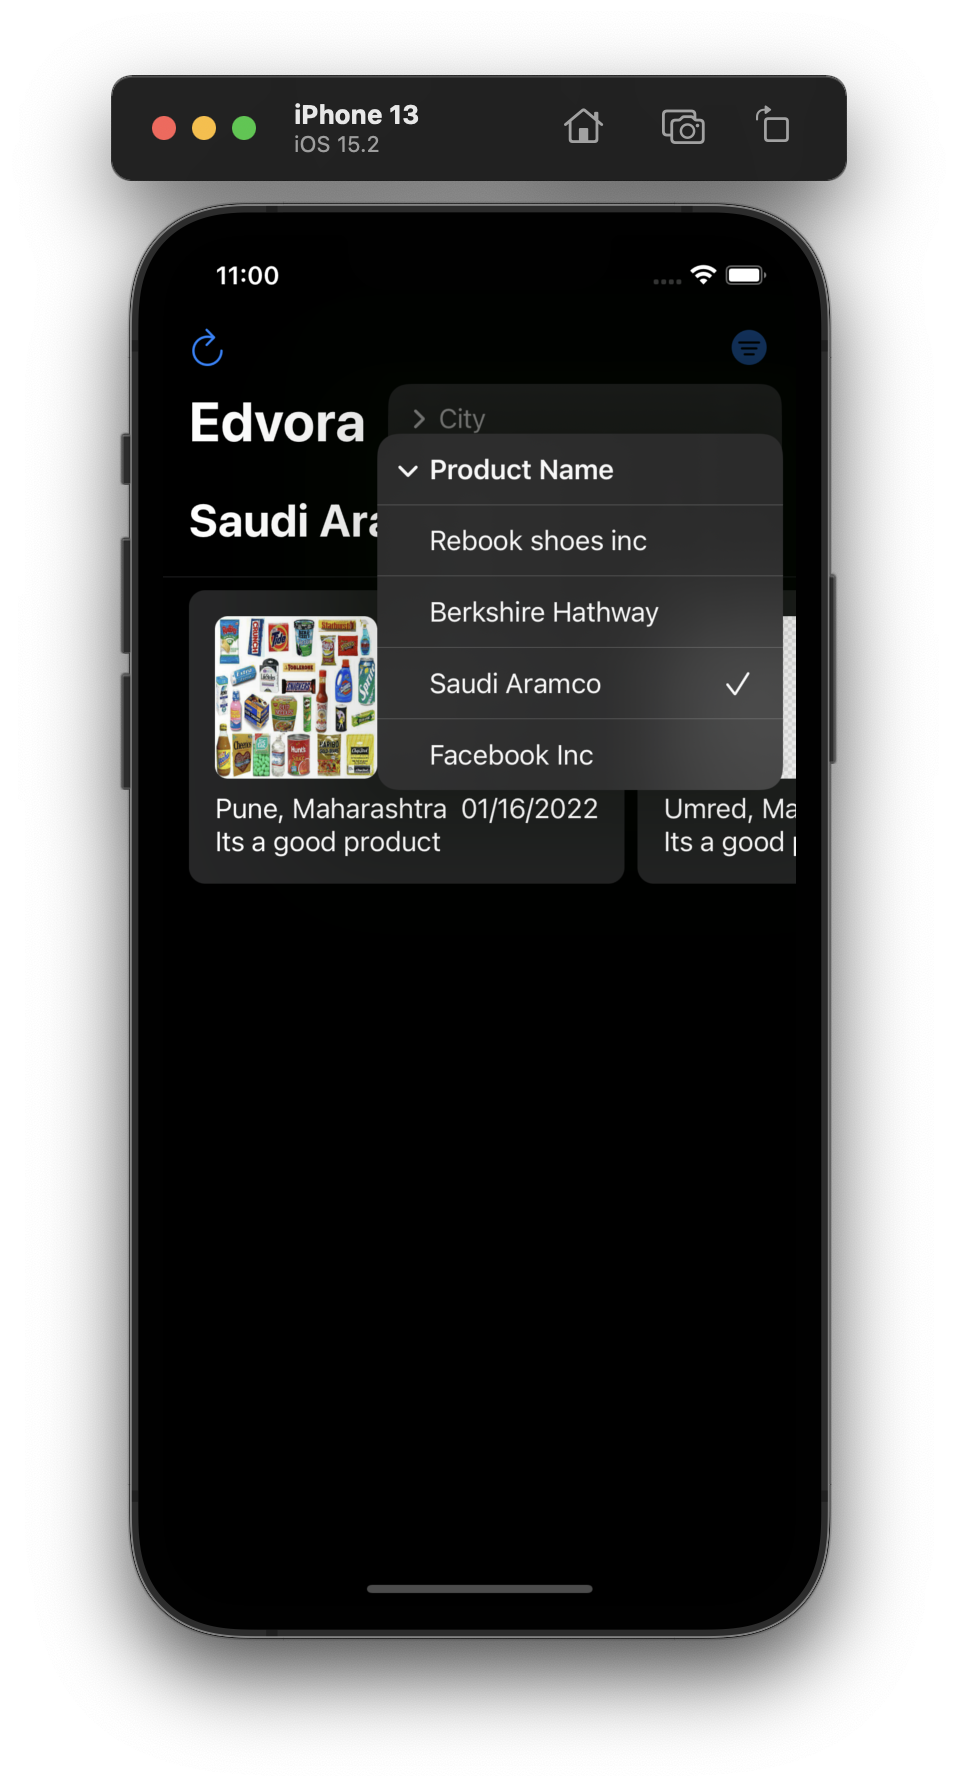 iPhone 13
iOS 15.2
11:00
Edvora
City
Product Name
Saudi Ara
Rebook shoes inc
Berkshire Hathway
Saudi Aramco
Facebook Inc
Pune, Maharashtra 01/16/2022
Its a good product
Umred, Ma
Its a good